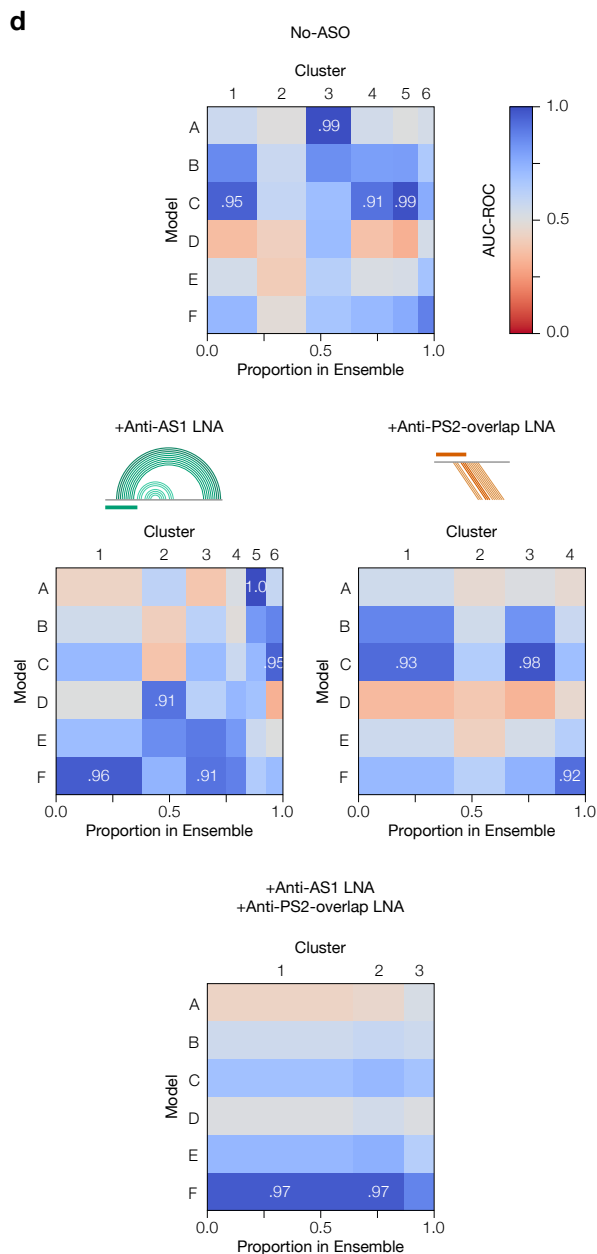 d
No-ASO
Cluster
1 2 3 4 5 6
A
B
C
D
E
F
Model
.99
.95 .91 .99
0.0 0.5 1.0
Proportion in Ensemble
1.0
0.5
0.0
AUC-ROC
+Anti-AS1 LNA
Cluster
1 2 3 4 5 6
A
B
C
D
E
F
Model
1.0
.95
.91
.96 .91
0.0 0.5 1.0
Proportion in Ensemble
+Anti-PS2-overlap LNA
Cluster
1 2 3 4
A
B
C
D
E
F
Model
.93 .98
.92
0.0 0.5 1.0
Proportion in Ensemble
+Anti-AS1 LNA
+Anti-PS2-overlap LNA
Cluster
1 2 3
A
B
C
D
E
F
Model
.97 .97
0.0 0.5 1.0
Proportion in Ensemble